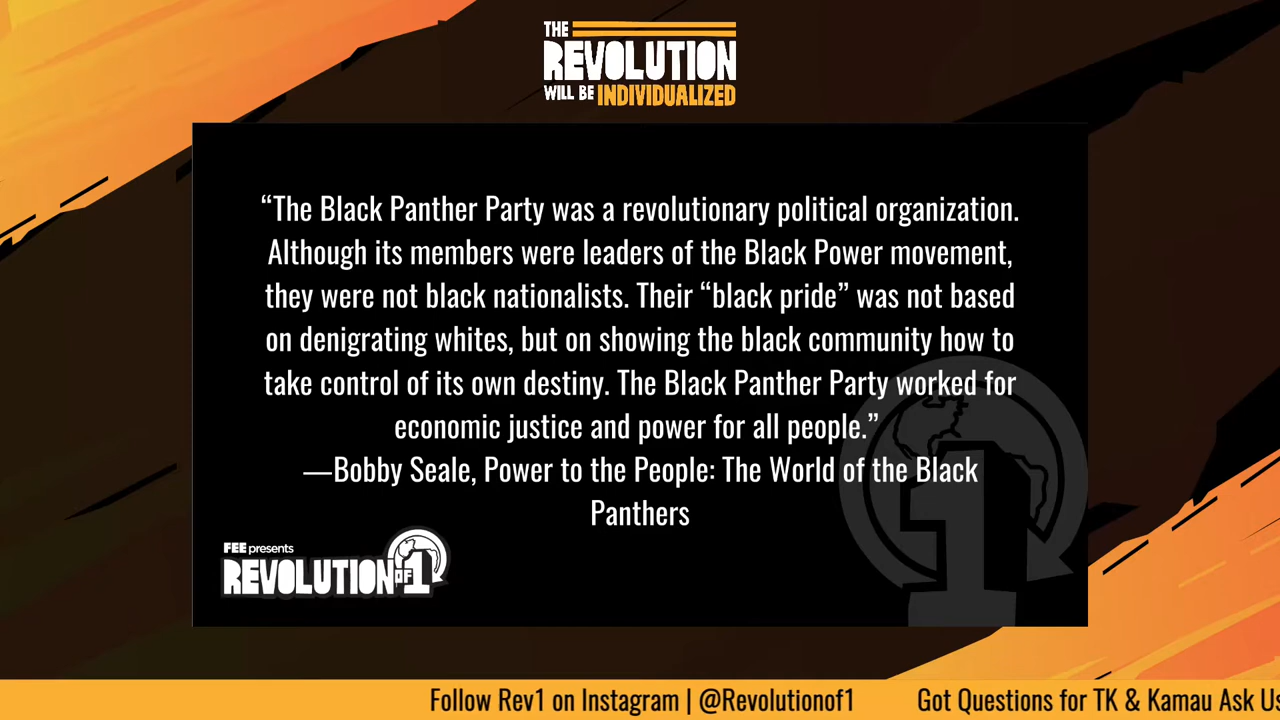 THE
REVOLUTION
WILL BE INDIVIDUALIZED
“The Black Panther Party was a revolutionary political organization.
Although its members were leaders of the Black Power movement,
they were not black nationalists. Their “black pride” was not based
on denigrating whites, but on showing the black community how to
take control of its own destiny. The Black Panther Party worked for
economic justice and power for all people.”
—Bobby Seale, Power to the People: The World of the Black
Panthers
FEE presents
REVOLUTION OF 1
1
Follow Rev1 on Instagram | @Revolutionof1 Got Questions for TK & Kamau Ask Us